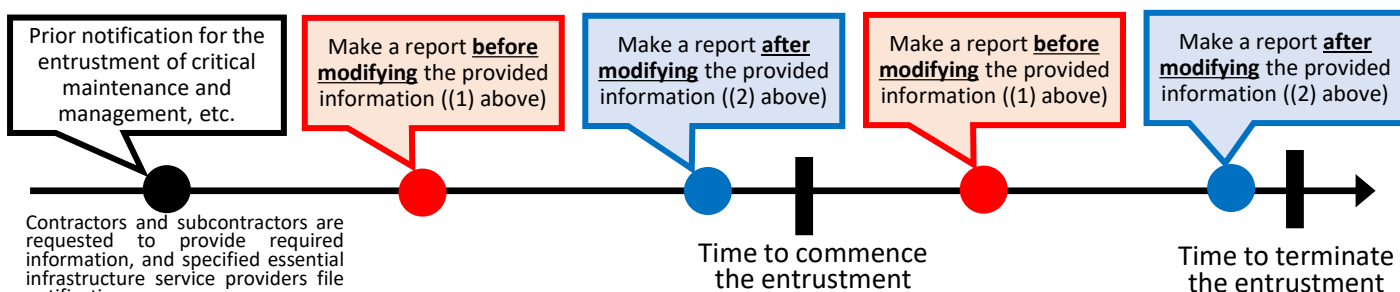 Prior notification for the
entrustment of critical
maintenance and
management, etc.
Make a report before
modifying the provided
information ((1) above)
Make a report after
modifying the provided
information ((2) above)
Make a report before
modifying the provided
information ((1) above)
Make a report after
modifying the provided
information ((2) above)
Contractors and subcontractors are
requested to provide required
information, and specified essential
infrastructure service providers file
Time to commence
the entrustment
Time to terminate
the entrustment